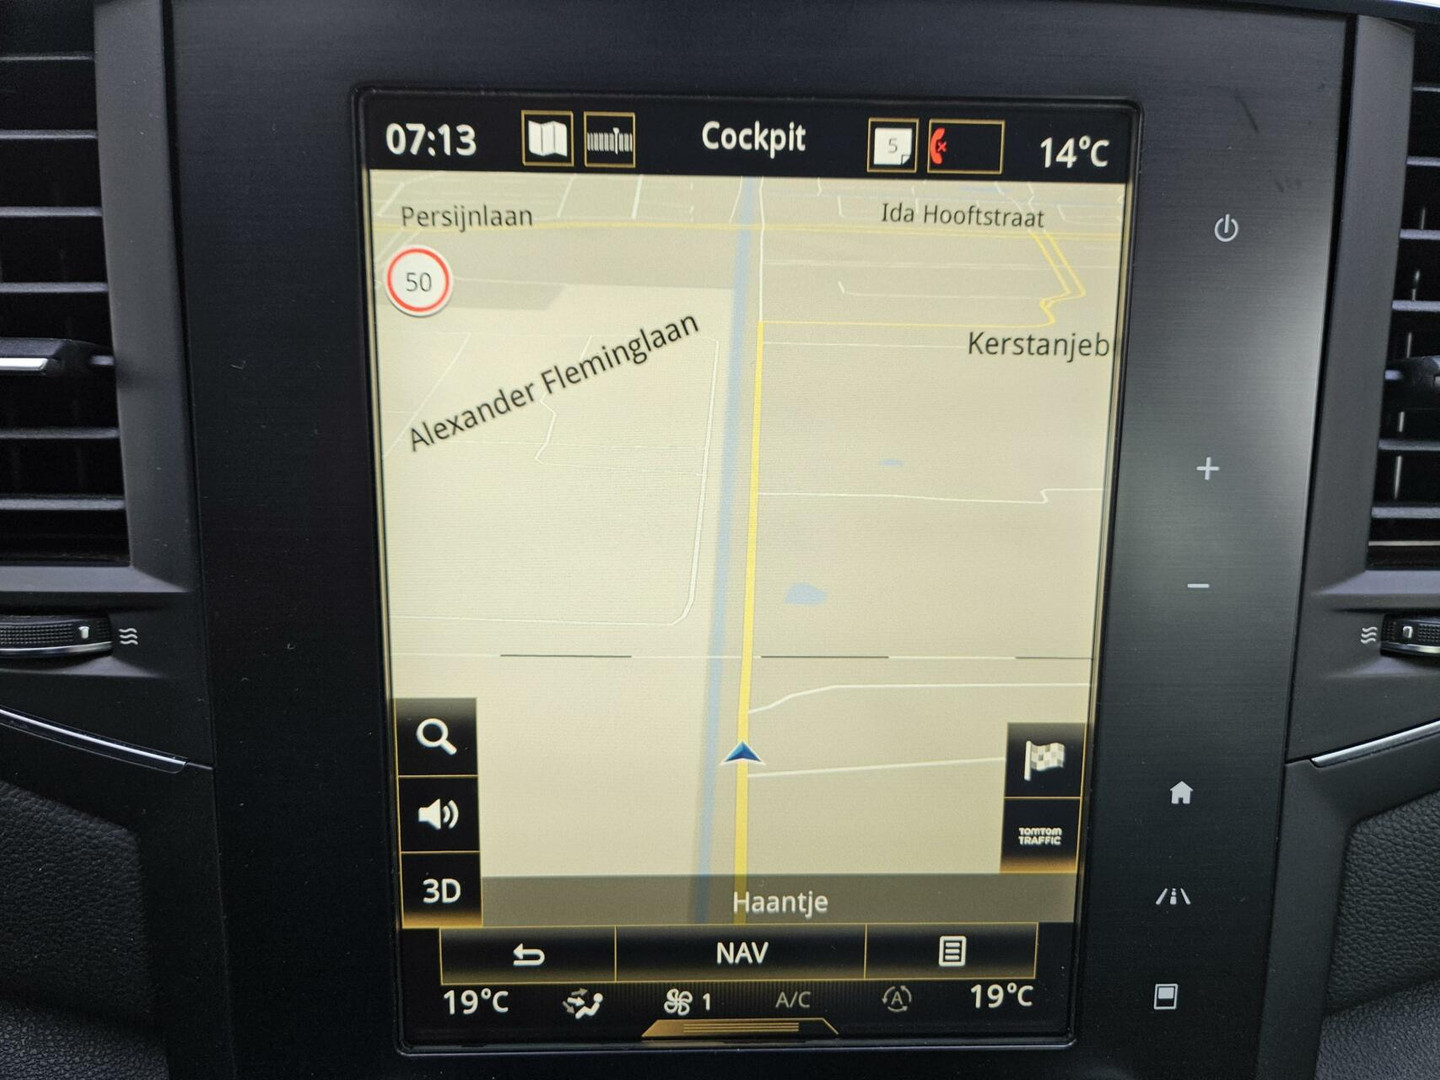 07:13
Cockpit
5
14°C
Persijnlaan
Ida Hooftstraat
50
Alexander Fleminglaan
Kerstanjeb
TOMTOM
TRAFFIC
3D
Haantje
NAV
19°C
1
A/C
A
19°C